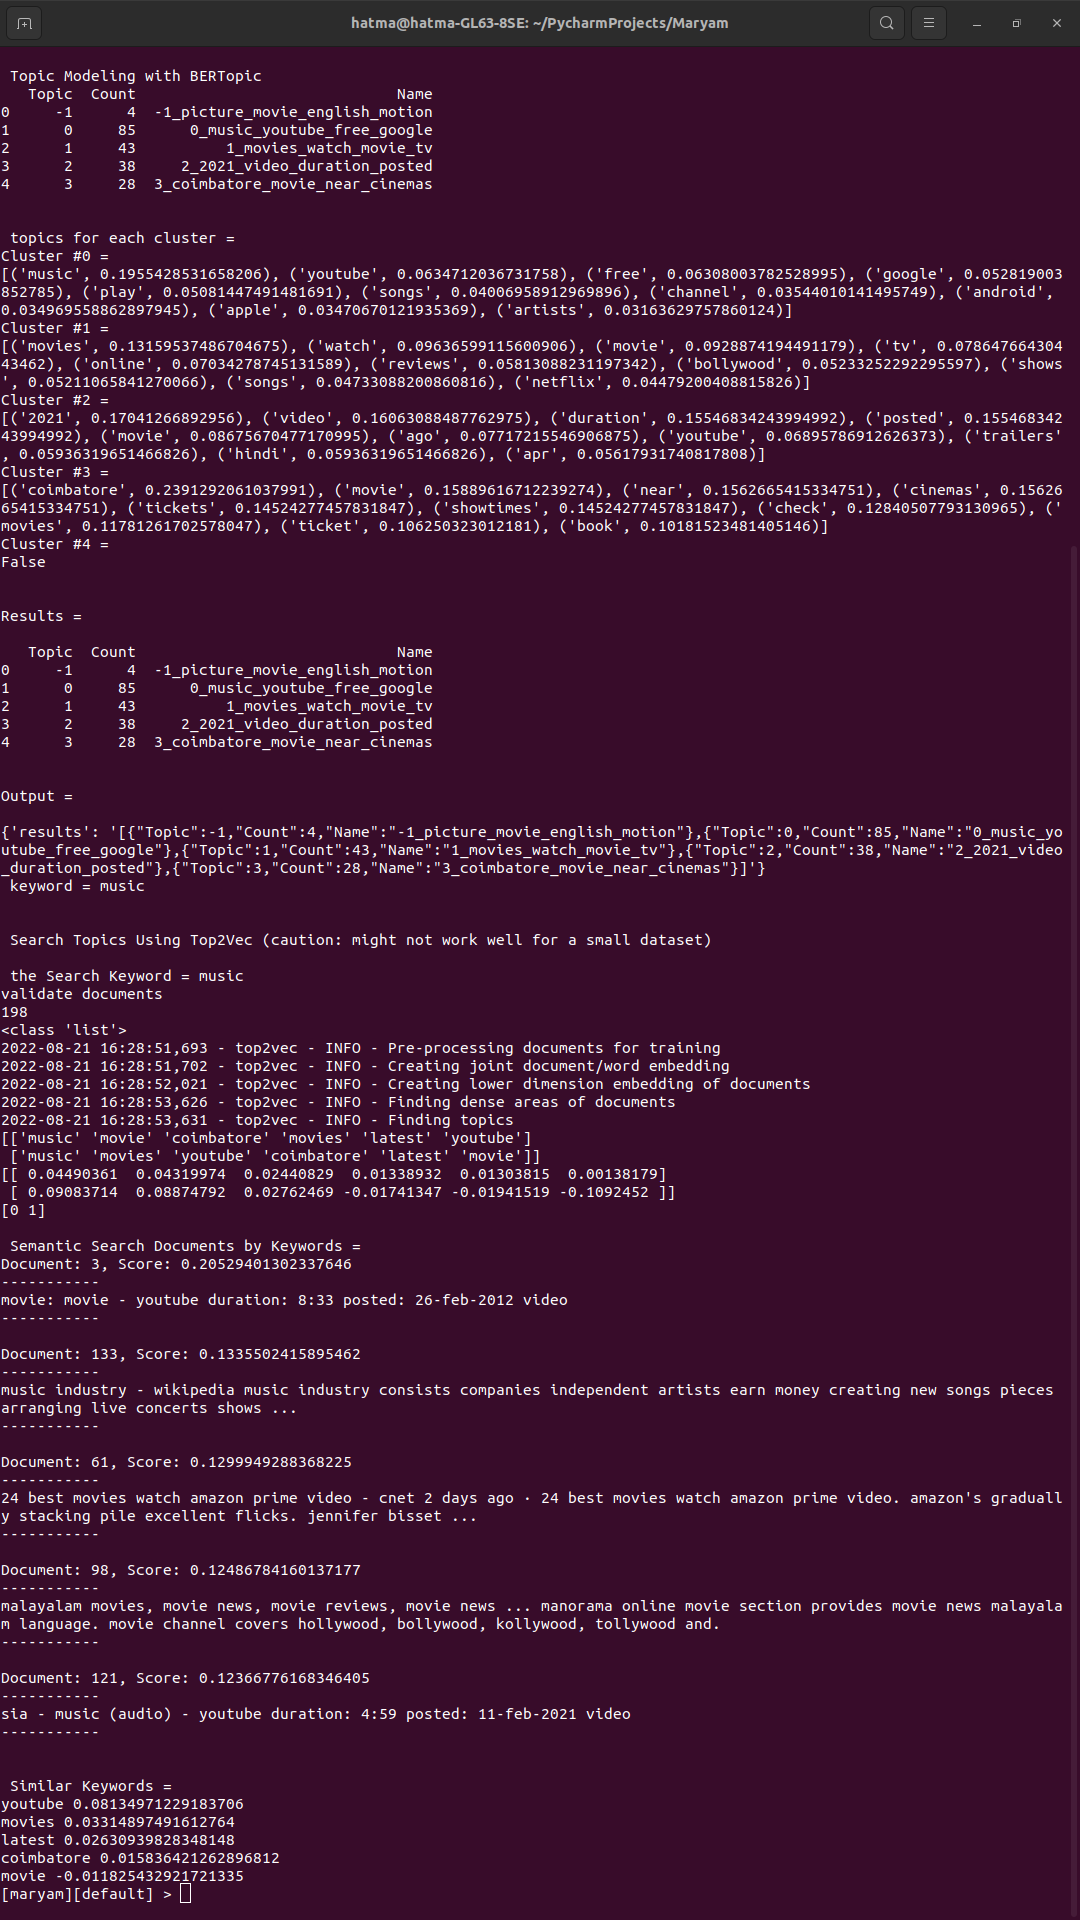 hatma@hatma-GL63-8SE: ~/PycharmProjects/Maryam
Topic Modeling with BERTopic
Topic Count Name
0 -1 4 -1_picture_movie_english_motion
1 0 85 0_music_youtube_free_google
2 1 43 1_movies_watch_movie_tv
3 2 38 2_2021_video_duration_posted
4 3 28 3_coimbatore_movie_near_cinemas
topics for each cluster =
Cluster #0 =
[('music', 0.1955428531658206), ('youtube', 0.0634712036731758), ('free', 0.06308003782528995), ('google', 0.052819003
852785), ('play', 0.05081447491481691), ('songs', 0.04006958912969896), ('channel', 0.03544010141495749), ('android',
0.034969558862897945), ('apple', 0.03470670121935369), ('artists', 0.03163629757860124)]
Cluster #1 =
[('movies', 0.13159537486704675), ('watch', 0.09636599115600906), ('movie', 0.0928874194491179), ('tv', 0.078647664304
43462), ('online', 0.07034278745131589), ('reviews', 0.05813088231197342), ('bollywood', 0.05233252292295597), ('shows
', 0.05211065841270066), ('songs', 0.04733088200860816), ('netflix', 0.04479200408815826)]
Cluster #2 =
[('2021', 0.17041266892956), ('video', 0.16063088487762975), ('duration', 0.15546834243994992), ('posted', 0.155468342
43994992), ('movie', 0.08675670477170995), ('ago', 0.07717215546906875), ('youtube', 0.06895786912626373), ('trailers'
, 0.05936319651466826), ('hindi', 0.05936319651466826), ('apr', 0.05617931740817808)]
Cluster #3 =
[('coimbatore', 0.2391292061037991), ('movie', 0.15889616712239274), ('near', 0.1562665415334751), ('cinemas', 0.15626
65415334751), ('tickets', 0.14524277457831847), ('showtimes', 0.14524277457831847), ('check', 0.12840507793130965), ('
movies', 0.11781261702578047), ('ticket', 0.106250323012181), ('book', 0.10181523481405146)]
Cluster #4 =
False
Results =
Topic Count Name
0 -1 4 -1_picture_movie_english_motion
1 0 85 0_music_youtube_free_google
2 1 43 1_movies_watch_movie_tv
3 2 38 2_2021_video_duration_posted
4 3 28 3_coimbatore_movie_near_cinemas
Output =
{'results': '[{"Topic":-1,"Count":4,"Name":"-1_picture_movie_english_motion"},{"Topic":0,"Count":85,"Name":"0_music_yo
utube_free_google"},{"Topic":1,"Count":43,"Name":"1_movies_watch_movie_tv"},{"Topic":2,"Count":38,"Name":"2_2021_video
_duration_posted"},{"Topic":3,"Count":28,"Name":"3_coimbatore_movie_near_cinemas"}]'}
keyword = music
Search Topics Using Top2Vec (caution: might not work well for a small dataset)
the Search Keyword = music
validate documents
198
<class 'list'>
2022-08-21 16:28:51,693 - top2vec - INFO - Pre-processing documents for training
2022-08-21 16:28:51,702 - top2vec - INFO - Creating joint document/word embedding
2022-08-21 16:28:52,021 - top2vec - INFO - Creating lower dimension embedding of documents
2022-08-21 16:28:53,626 - top2vec - INFO - Finding dense areas of documents
2022-08-21 16:28:53,631 - top2vec - INFO - Finding topics
[['music' 'movie' 'coimbatore' 'movies' 'latest' 'youtube']
['music' 'movies' 'youtube' 'coimbatore' 'latest' 'movie']]
[[ 0.04490361 0.04319974 0.02440829 0.01338932 0.01303815 0.00138179]
[ 0.09083714 0.08874792 0.02762469 -0.01741347 -0.01941519 -0.1092452 ]]
[0 1]
Semantic Search Documents by Keywords =
Document: 3, Score: 0.20529401302337646
-----------
movie: movie - youtube duration: 8:33 posted: 26-feb-2012 video
-----------
Document: 133, Score: 0.1335502415895462
-----------
music industry - wikipedia music industry consists companies independent artists earn money creating new songs pieces
arranging live concerts shows ...
-----------
Document: 61, Score: 0.1299949288368225
-----------
24 best movies watch amazon prime video - cnet 2 days ago · 24 best movies watch amazon prime video. amazon's graduall
y stacking pile excellent flicks. jennifer bisset ...
-----------
Document: 98, Score: 0.12486784160137177
-----------
malayalam movies, movie news, movie reviews, movie news ... manorama online movie section provides movie news malayala
m language. movie channel covers hollywood, bollywood, kollywood, tollywood and.
-----------
Document: 121, Score: 0.12366776168346405
-----------
sia - music (audio) - youtube duration: 4:59 posted: 11-feb-2021 video
-----------
Similar Keywords =
youtube 0.08134971229183706
movies 0.03314897491612764
latest 0.02630939828348148
coimbatore 0.015836421262896812
movie -0.011825432921721335
[maryam][default] >